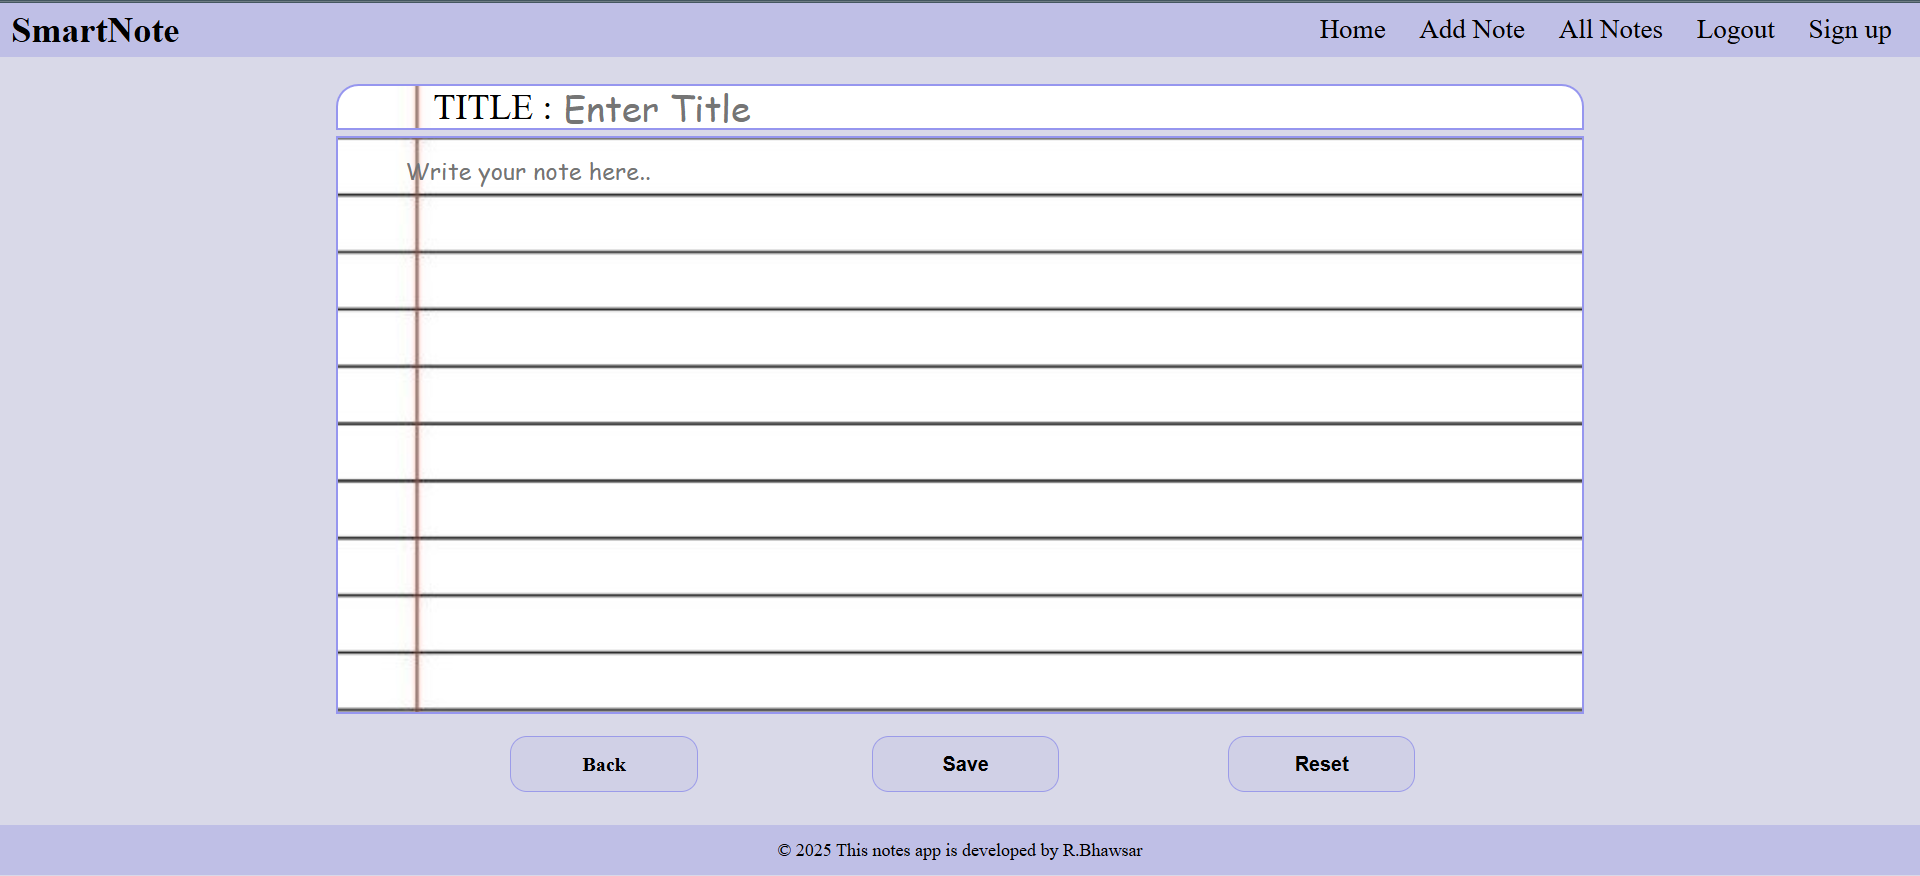 SmartNote Home Add Note All Notes Logout Sign up
TITLE : Enter Title
Write your note here..
Back Save Reset
© 2025 This notes app is developed by R.Bhawsar